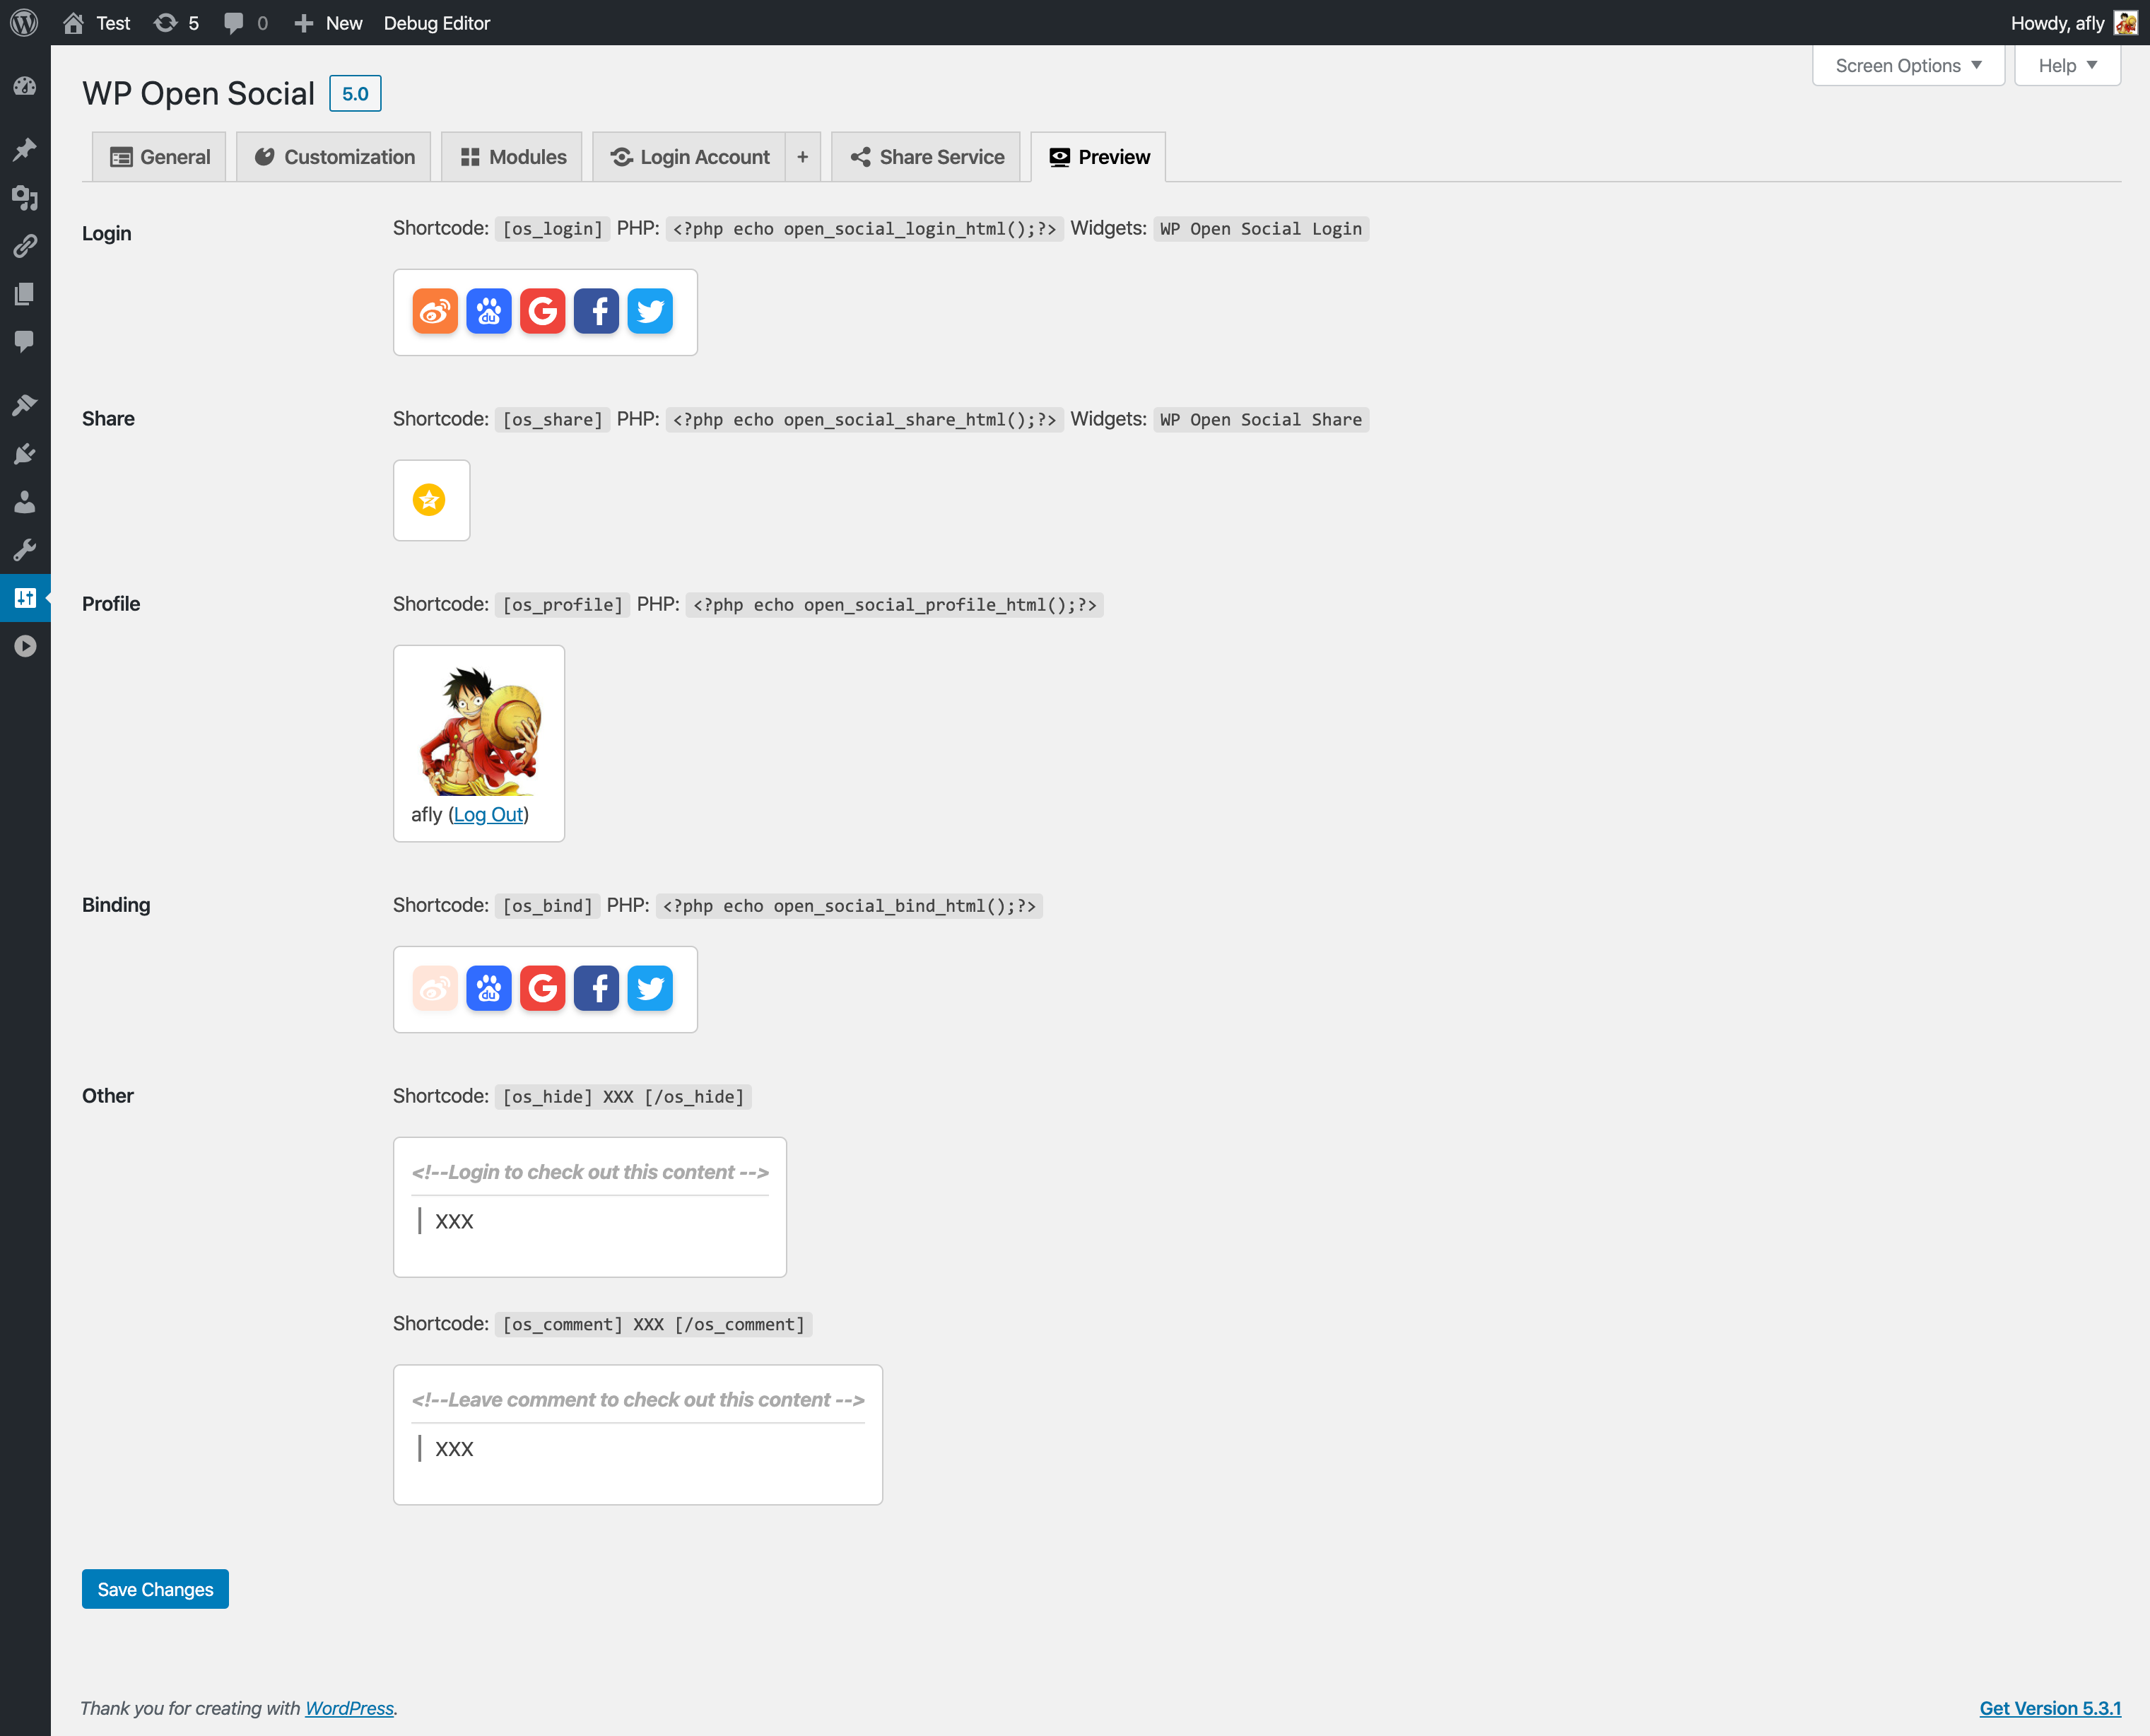 Test 5 0 New Debug Editor Howdy, afly
Screen Options Help
WP Open Social 5.0
General Customization Modules Login Account + Share Service Preview
Login Shortcode: [os_login] PHP: <?php echo open_social_login_html();?> Widgets: WP Open Social Login
du
Share Shortcode: [os_share] PHP: <?php echo open_social_share_html();?> Widgets: WP Open Social Share
Profile Shortcode: [os_profile] PHP: <?php echo open_social_profile_html();?>
afly (Log Out)
Binding Shortcode: [os_bind] PHP: <?php echo open_social_bind_html();?>
du
Other Shortcode: [os_hide] XXX [/os_hide]
<!--Login to check out this content -->
XXX
Shortcode: [os_comment] XXX [/os_comment]
<!--Leave comment to check out this content -->
XXX
Save Changes
Thank you for creating with WordPress. Get Version 5.3.1